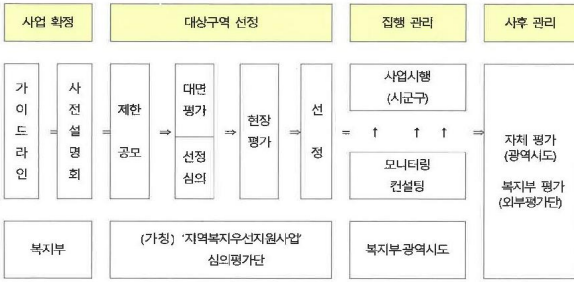 사업 확정
대상구역 선정
집행 관리
사후 관리
가이드라인
=
사전설명회
=
제한
공모
⇒
대면
평가
선정
심의
⇒
현장
평가
⇒
선정
=
사업시행
(시군구)
↑ ↑ ↑
모니터링
컨설팅
⇒
자체 평가
(광역시도)
복지부 평가
(외부평가단)
복지부
(가칭) '지역복지우선지원사업'
심의평가단
복지부·광역시도